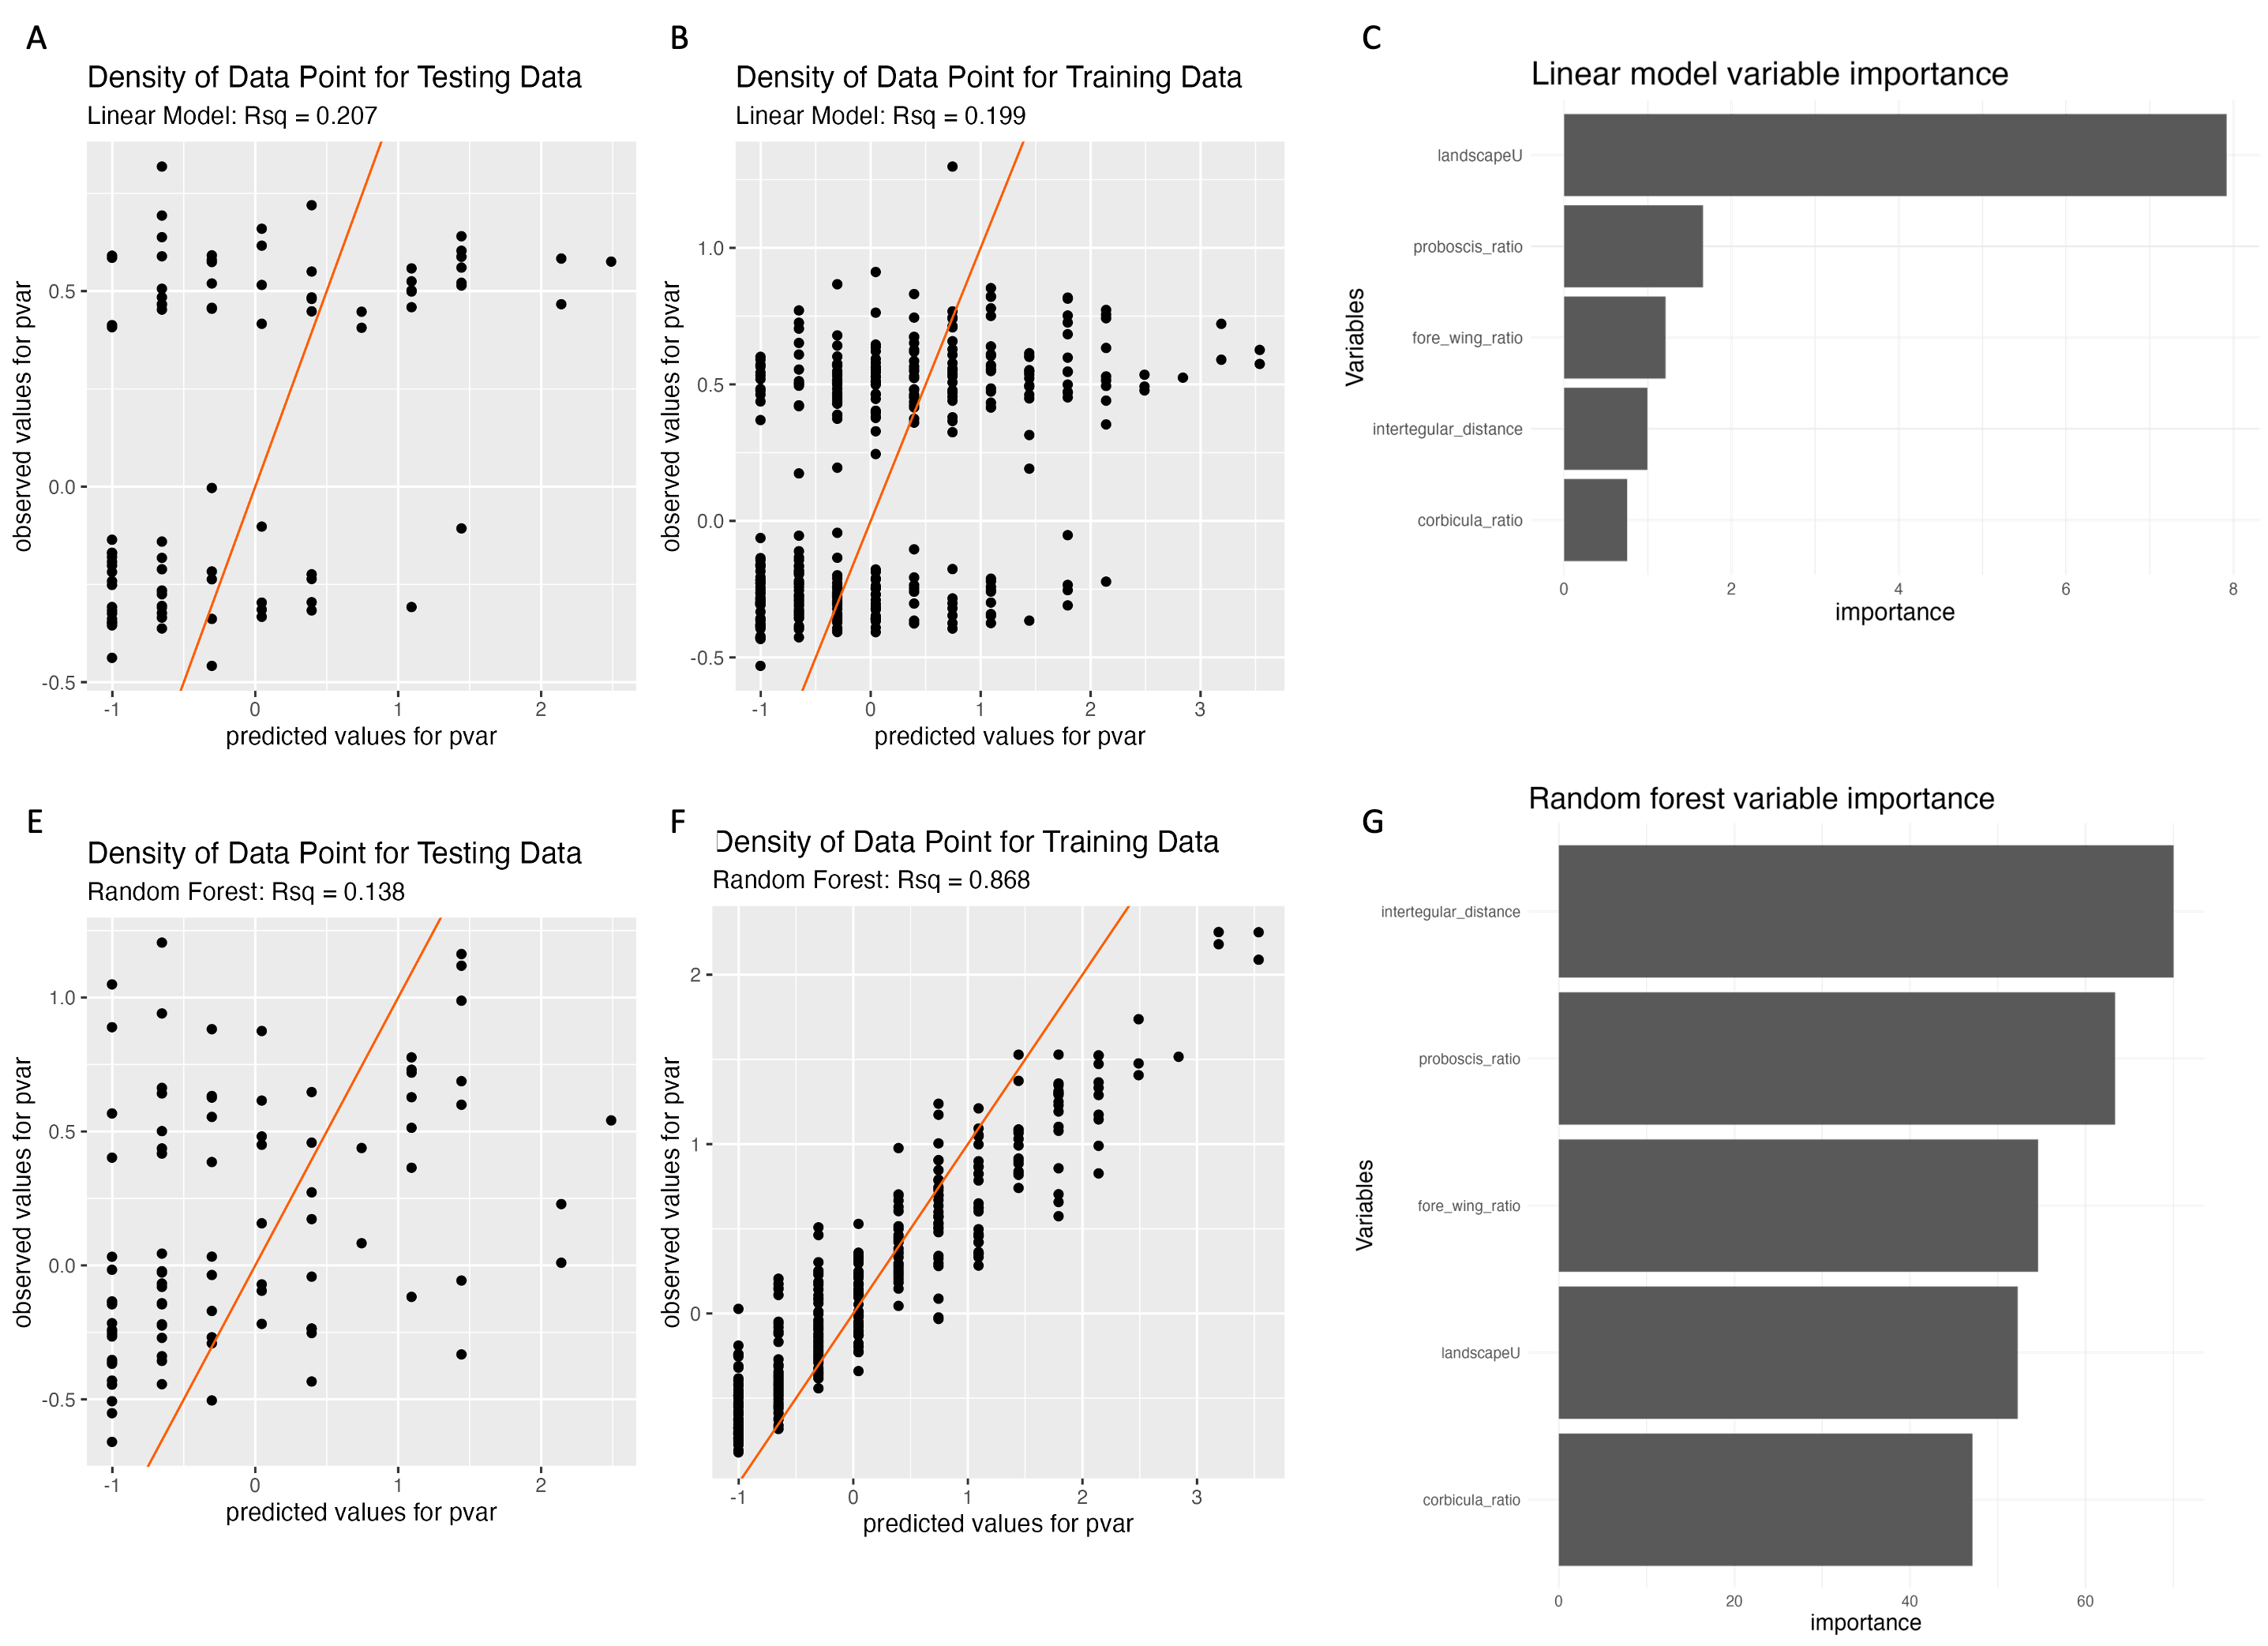 A
Density of Data Point for Testing Data
Linear Model: Rsq = 0.207
observed values for pvar
0.5
0.0
-0.5
-1 0 1 2
predicted values for pvar
B
Density of Data Point for Training Data
Linear Model: Rsq = 0.199
observed values for pvar
1.0
0.5
0.0
-0.5
-1 0 1 2 3
predicted values for pvar
C
Linear model variable importance
Variables
landscapeU
proboscis_ratio
fore_wing_ratio
intertegular_distance
corbicula_ratio
0 2 4 6 8
importance
E
Density of Data Point for Testing Data
Random Forest: Rsq = 0.138
observed values for pvar
1.0
0.5
0.0
-0.5
-1 0 1 2
predicted values for pvar
F
Density of Data Point for Training Data
Random Forest: Rsq = 0.868
observed values for pvar
2
1
0
-1 0 1 2 3
predicted values for pvar
G
Random forest variable importance
Variables
intertegular_distance
proboscis_ratio
fore_wing_ratio
landscapeU
corbicula_ratio
0 20 40 60
importance